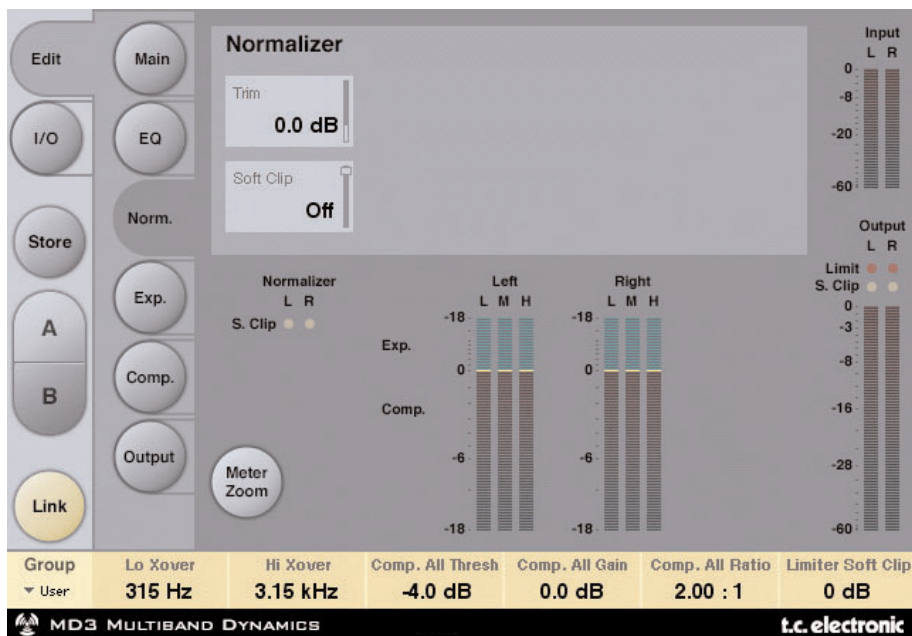 Edit
I/O
Store
A
B
Link
Main
EQ
Norm.
Exp.
Comp.
Output
Normalizer
Trim
0.0 dB
Soft Clip
Off
Normalizer
L R
S. Clip
Meter
Zoom
Left
L M H
Right
L M H
Exp.
Comp.
-18
0
-6
-18
-18
0
-6
-18
Input
L R
0
-8
-20
-60
Output
L R
Limit
S. Clip
0
-3
-8
-16
-28
-60
Group
User
Lo Xover
315 Hz
Hi Xover
3.15 kHz
Comp. All Thresh
-4.0 dB
Comp. All Gain
0.0 dB
Comp. All Ratio
2.00 : 1
Limiter Soft Clip
0 dB
MD3 MULTIBAND DYNAMICS
t.c. electronic